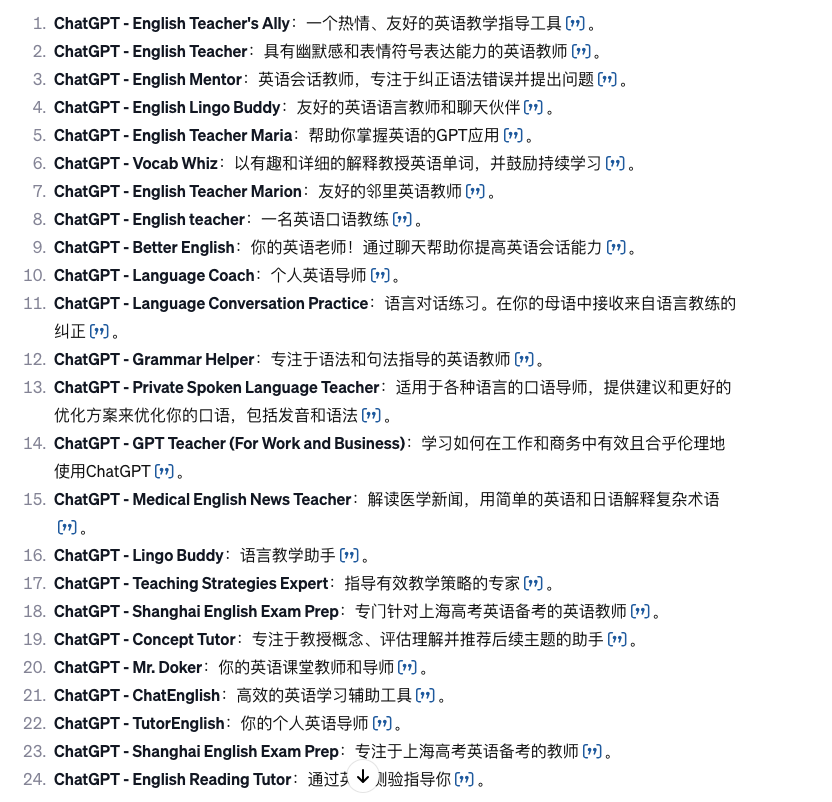 1. ChatGPT - English Teacher's Ally：一个热情、友好的英语教学指导工具 [”] 。
2. ChatGPT - English Teacher：具有幽默感和表情符号表达能力的英语教师 [”] 。
3. ChatGPT - English Mentor：英语会话教师，专注于纠正语法错误并提出问题 [”] 。
4. ChatGPT - English Lingo Buddy：友好的英语语言教师和聊天伙伴 [”] 。
5. ChatGPT - English Teacher Maria：帮助你掌握英语的GPT应用 [”] 。
6. ChatGPT - Vocab Whiz：以有趣和详细的解释教授英语单词，并鼓励持续学习 [”] 。
7. ChatGPT - English Teacher Marion：友好的邻里英语教师 [”] 。
8. ChatGPT - English teacher：一名英语口语教练 [”] 。
9. ChatGPT - Better English：你的英语老师！通过聊天帮助你提高英语会话能力 [”] 。
10. ChatGPT - Language Coach：个人英语导师 [”] 。
11. ChatGPT - Language Conversation Practice：语言对话练习。在你的母语中接收来自语言教练的
纠正 [”] 。
12. ChatGPT - Grammar Helper：专注于语法和句法指导的英语教师 [”] 。
13. ChatGPT - Private Spoken Language Teacher：适用于各种语言的口语导师，提供建议和更好的
优化方案来优化你的口语，包括发音和语法 [”] 。
14. ChatGPT - GPT Teacher (For Work and Business)：学习如何在工作和商务中有效且合乎伦理地
使用ChatGPT [”] 。
15. ChatGPT - Medical English News Teacher：解读医学新闻，用简单的英语和日语解释复杂术语
[”] 。
16. ChatGPT - Lingo Buddy：语言教学助手 [”] 。
17. ChatGPT - Teaching Strategies Expert：指导有效教学策略的专家 [”] 。
18. ChatGPT - Shanghai English Exam Prep：专门针对上海高考英语备考的英语教师 [”] 。
19. ChatGPT - Concept Tutor：专注于教授概念、评估理解并推荐后续主题的助手 [”] 。
20. ChatGPT - Mr. Doker：你的英语课堂教师和导师 [”] 。
21. ChatGPT - ChatEnglish：高效的英语学习辅助工具 [”] 。
22. ChatGPT - TutorEnglish：你的个人英语导师 [”] 。
23. ChatGPT - Shanghai English Exam Prep：专注于上海高考英语备考的教师 [”] 。
24. ChatGPT - English Reading Tutor：通过英 测验指导你 [”] 。